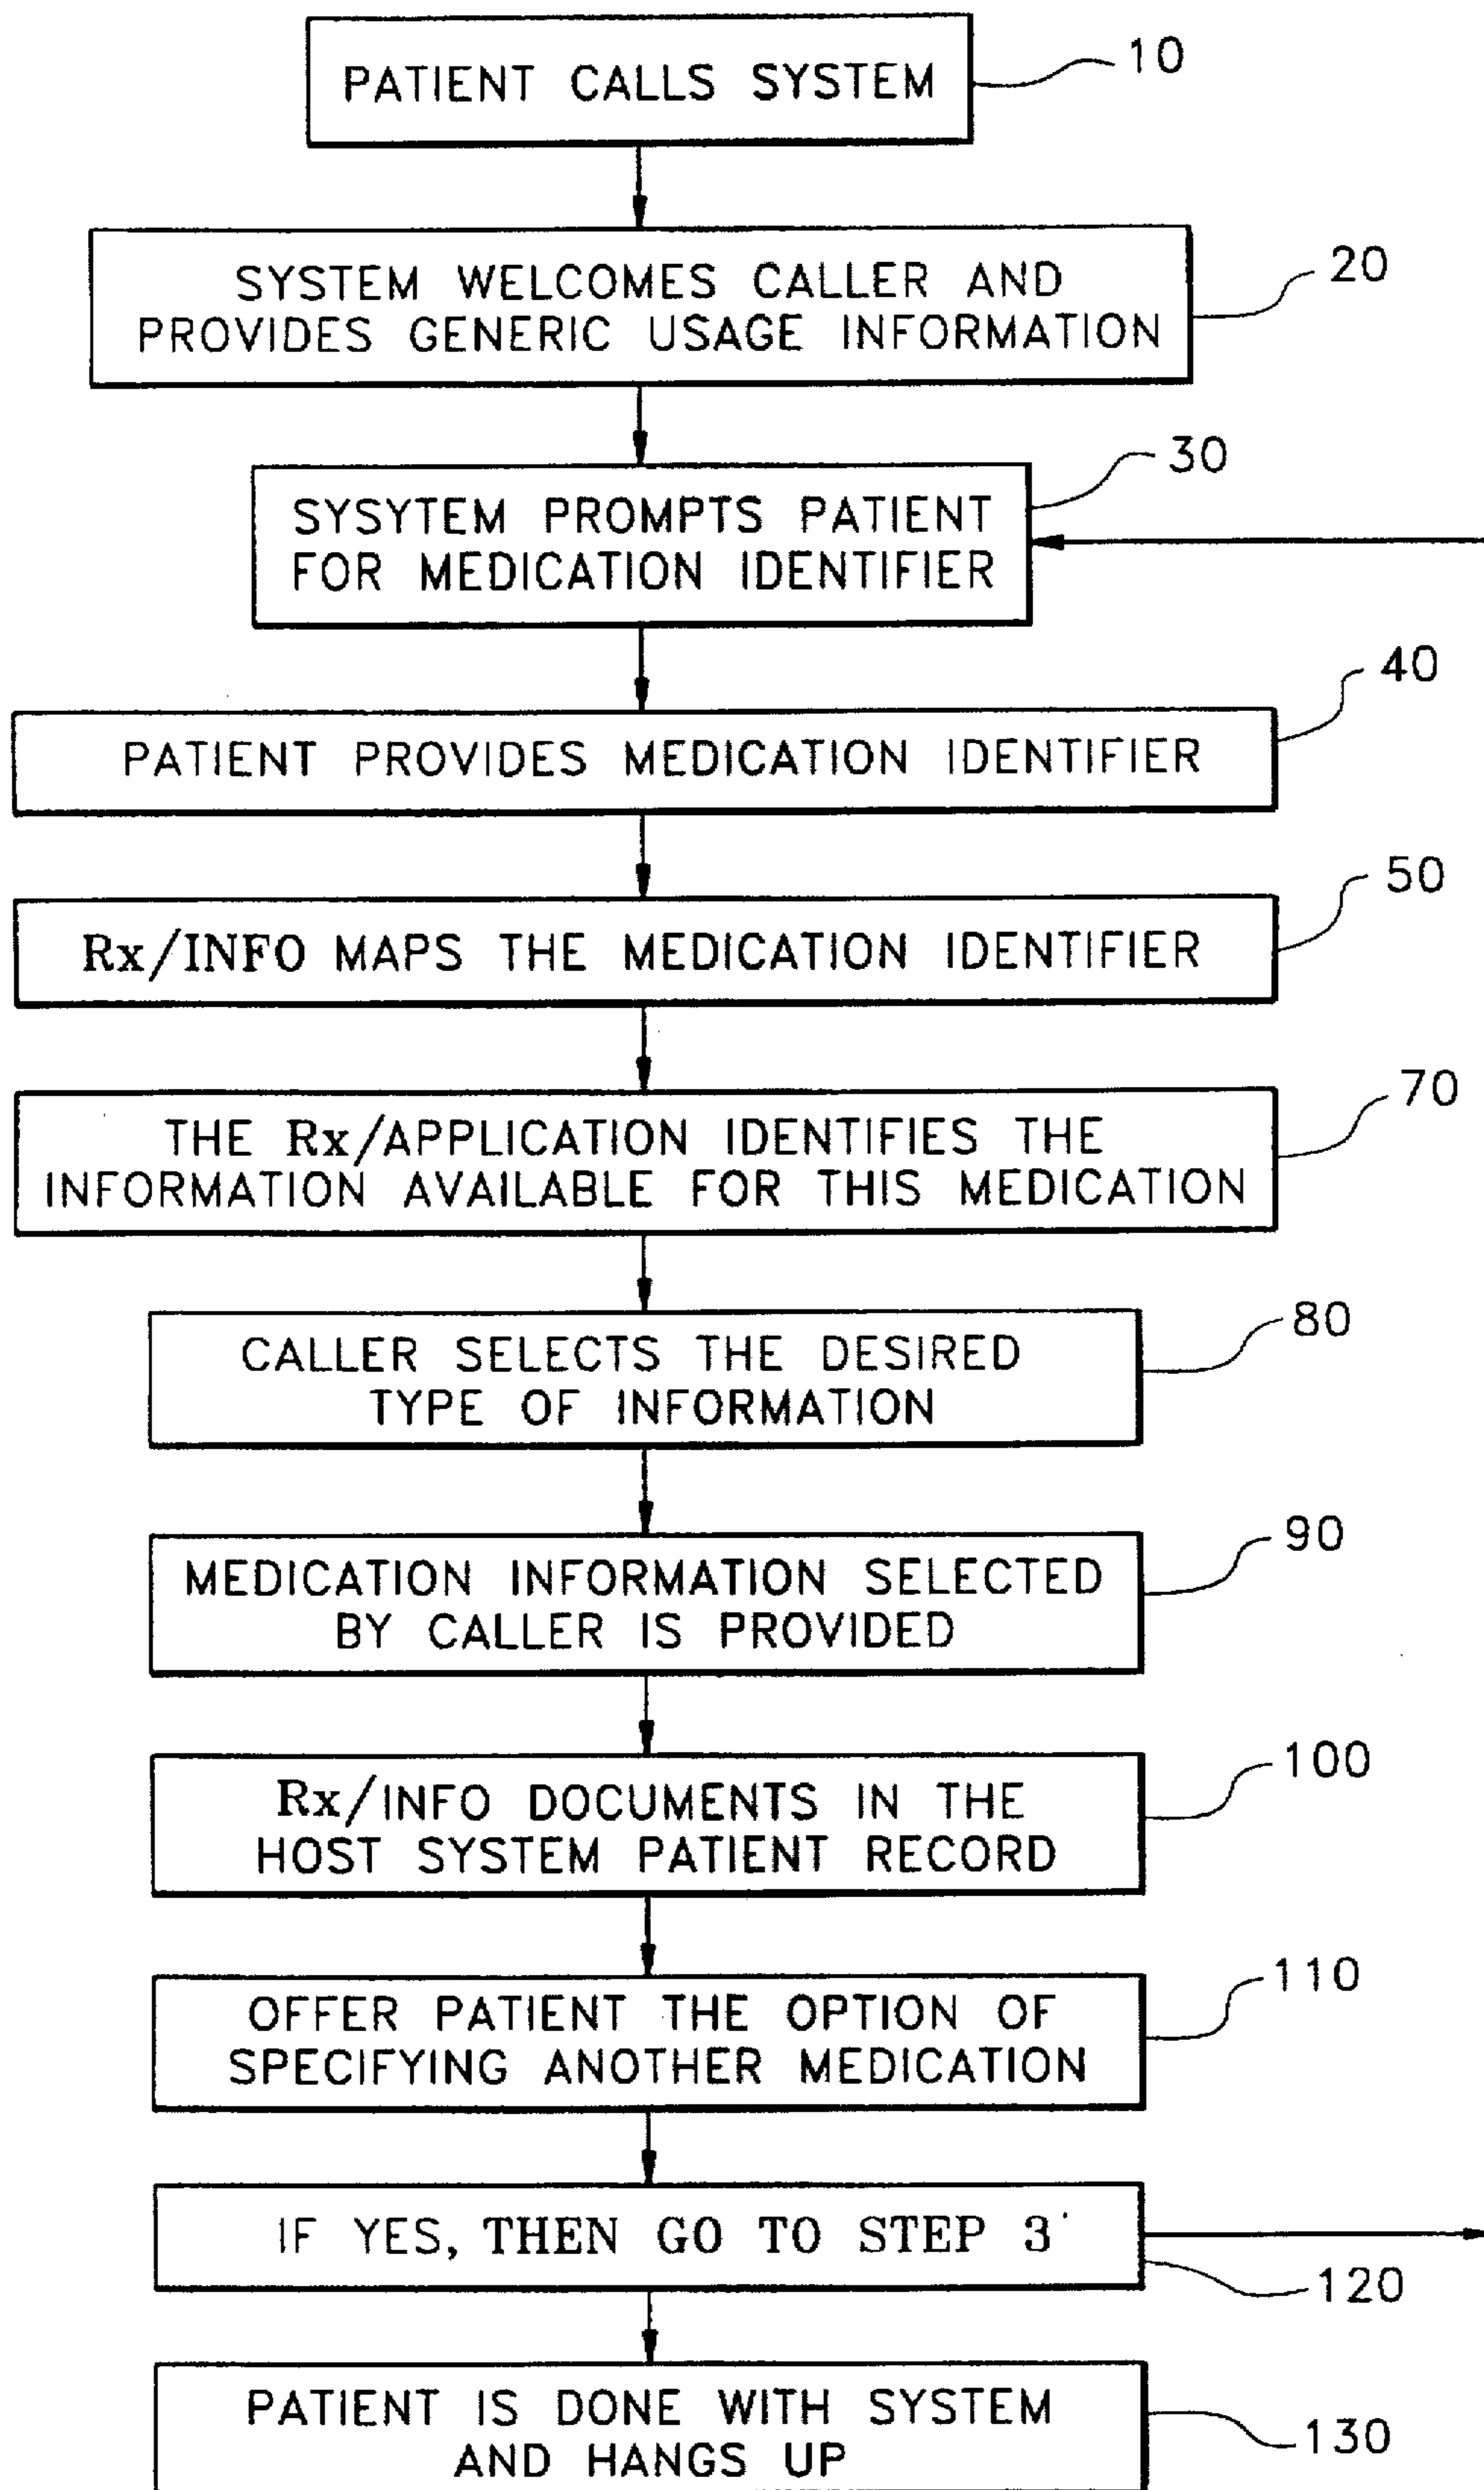 PATIENT CALLS SYSTEM
10
SYSTEM WELCOMES CALLER AND
PROVIDES GENERIC USAGE INFORMATION
20
SYSYTEM PROMPTS PATIENT
FOR MEDICATION IDENTIFIER
30
PATIENT PROVIDES MEDICATION IDENTIFIER
40
Rx/INFO MAPS THE MEDICATION IDENTIFIER
50
THE Rx/APPLICATION IDENTIFIES THE
INFORMATION AVAILABLE FOR THIS MEDICATION
70
CALLER SELECTS THE DESIRED
TYPE OF INFORMATION
80
MEDICATION INFORMATION SELECTED
BY CALLER IS PROVIDED
90
Rx/INFO DOCUMENTS IN THE
HOST SYSTEM PATIENT RECORD
100
OFFER PATIENT THE OPTION OF
SPECIFYING ANOTHER MEDICATION
110
IF YES, THEN GO TO STEP 3
120
PATIENT IS DONE WITH SYSTEM
AND HANGS UP
130